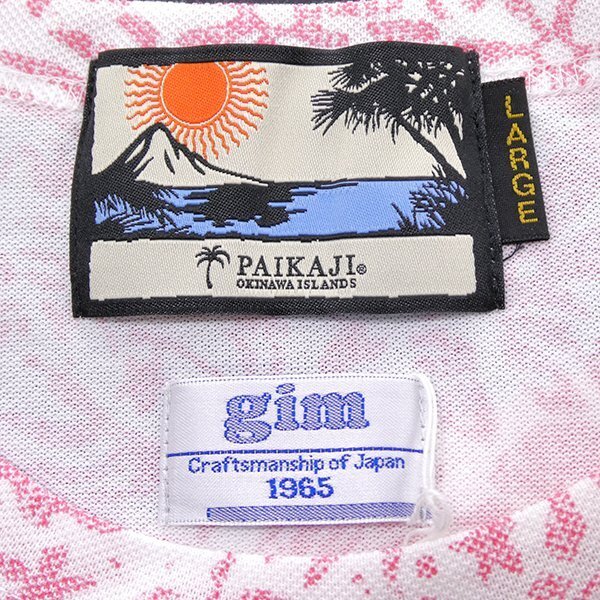 LARGE
PAIKAJI®
OKINAWA ISLANDS
gim
Craftsmanship of Japan
1965